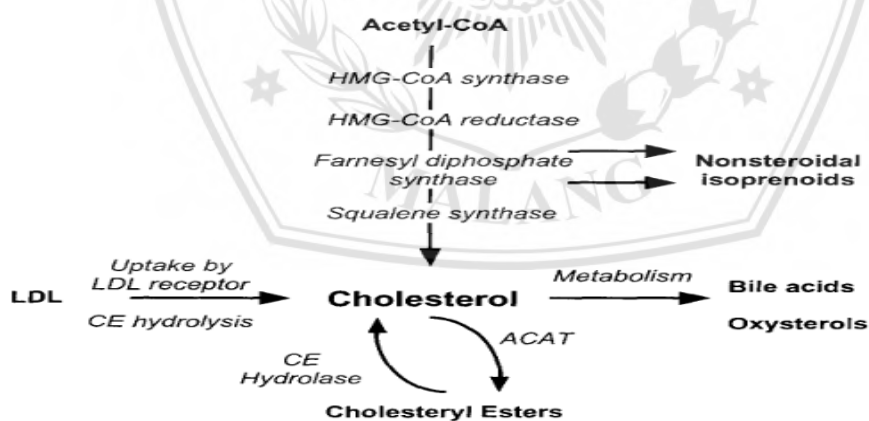 Acetyl-CoA
HMG-CoA synthase
HMG-CoA reductase
Farnesyl diphosphate
synthase
Nonsteroidal
isoprenoids
MALANG
Squalene synthase
Uptake by
LDL receptor
LDL
CE hydrolysis
Cholesterol
Metabolism
Bile acids
Oxysterols
ACAT
CE
Hydrolase
Cholesteryl Esters